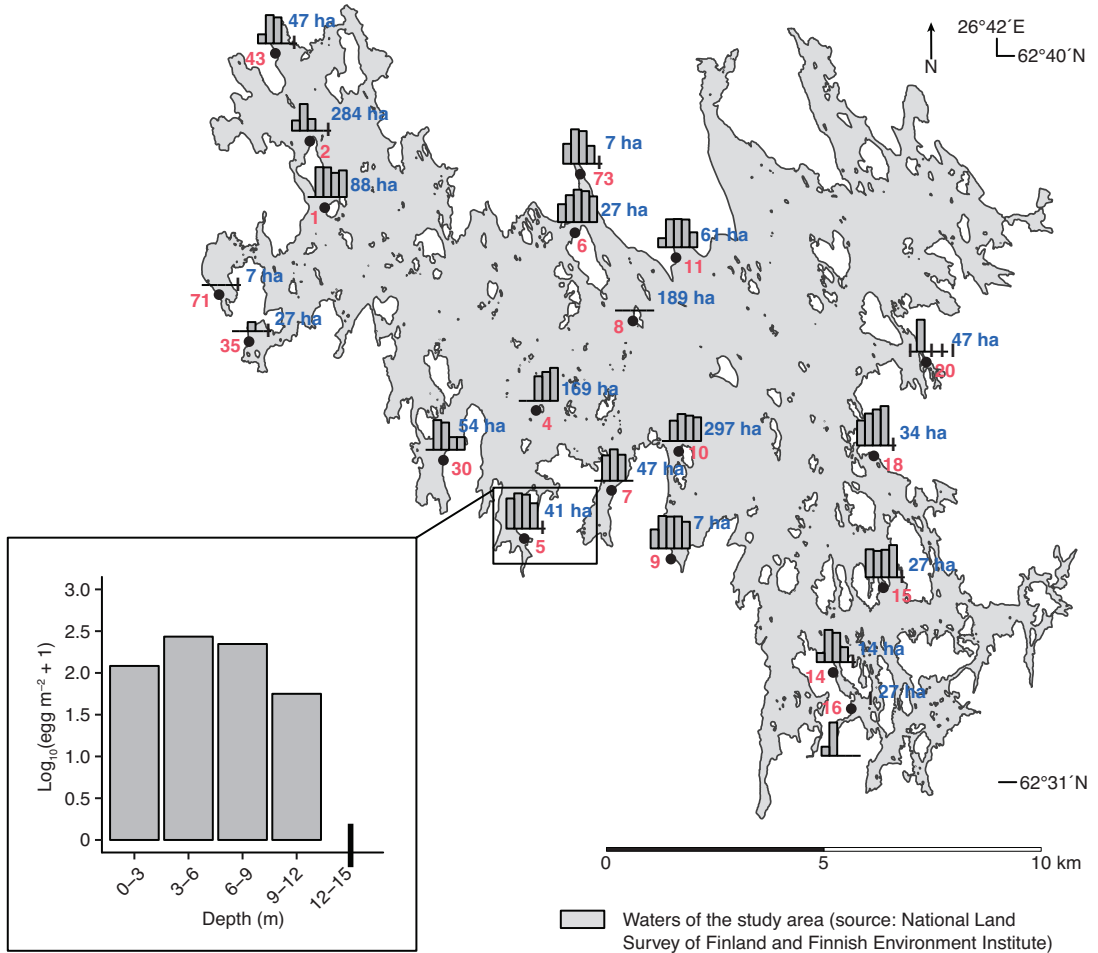 47 ha
43
26°42´E
62°40´N
N
284 ha
2
7 ha
73
88 ha
1
27 ha
6
61 ha
11
7 ha
71
189 ha
8
27 ha
35
47 ha
20
169 ha
4
54 ha
30
297 ha
10
34 ha
18
47 ha
7
41 ha
5
7 ha
9
27 ha
15
14 ha
14
27 ha
16
62°31´N
3.0
2.5
2.0
1.5
1.0
0.5
0
Log₁₀(egg m⁻² + 1)
0–3
3–6
6–9
9–12
12–15
Depth (m)
0
5
10 km
Waters of the study area (source: National Land
Survey of Finland and Finnish Environment Institute)